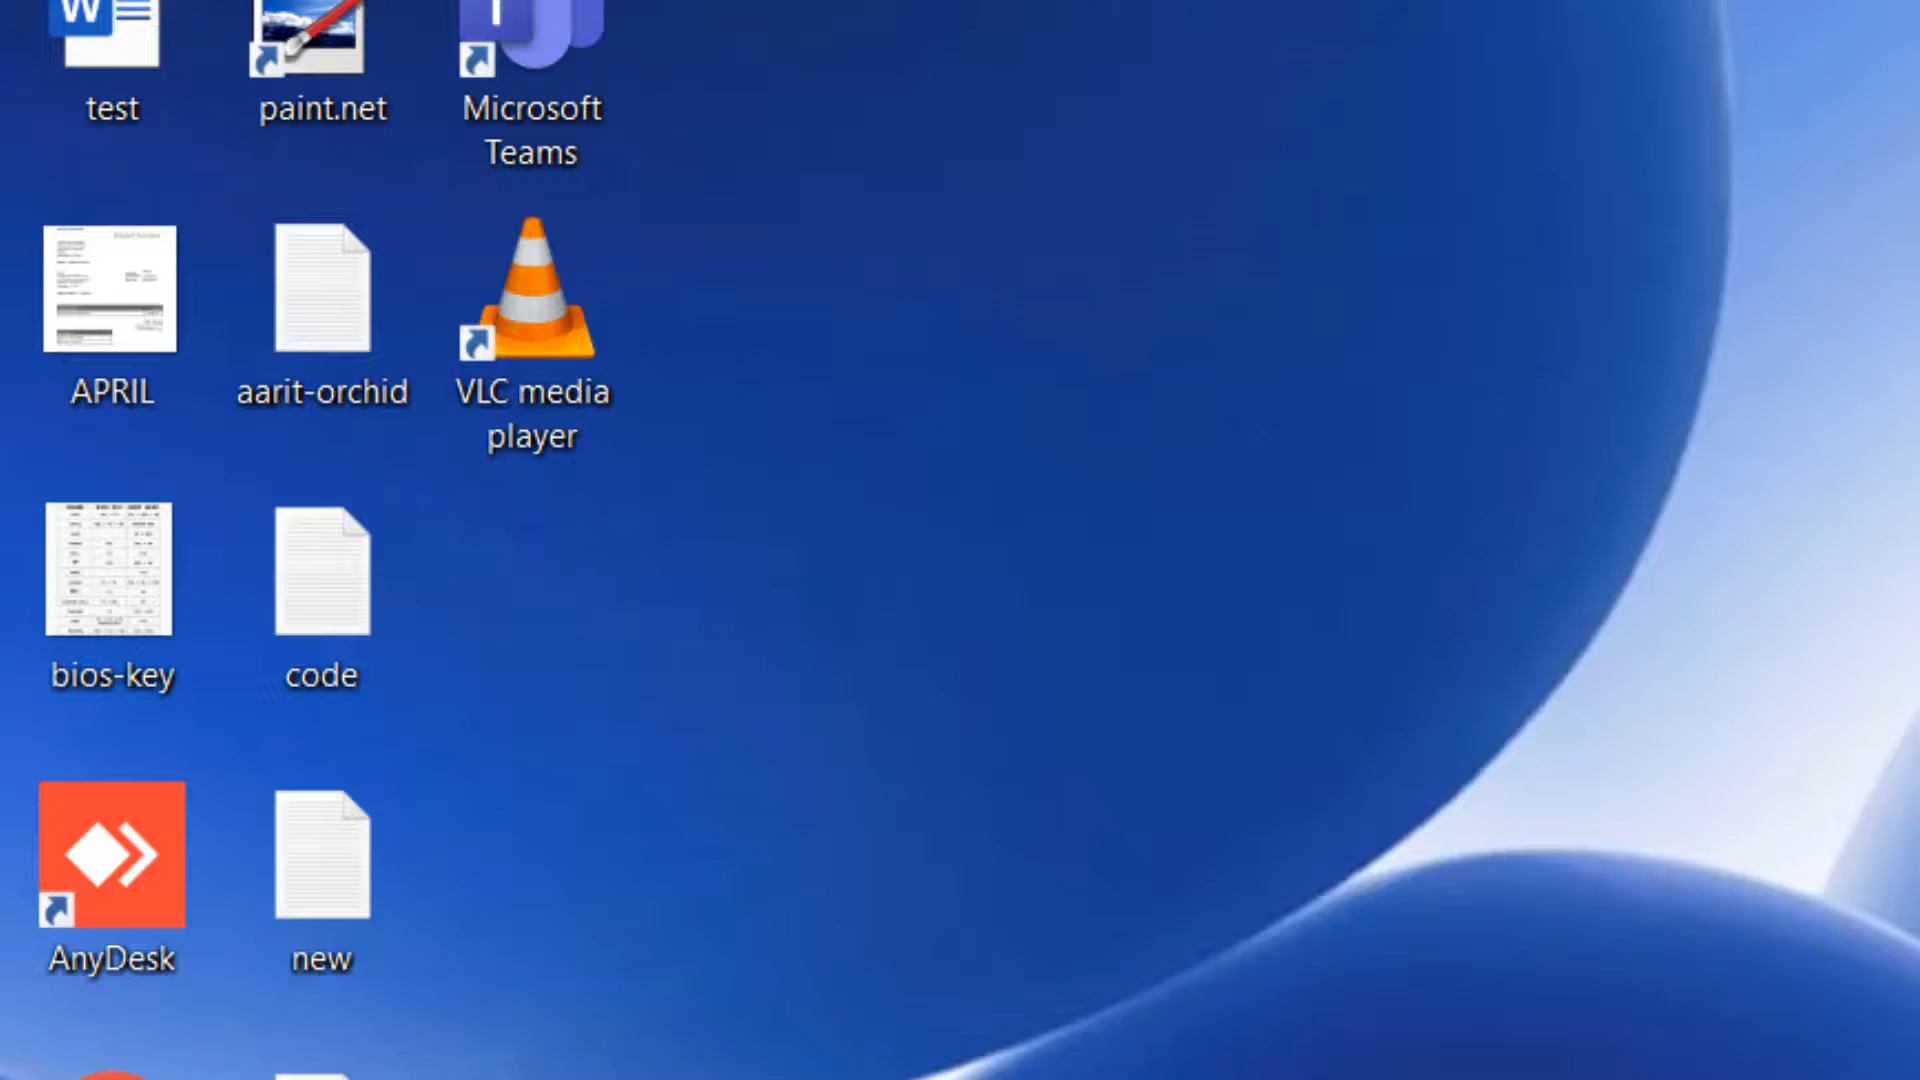 W
test
paint.net
Microsoft
Teams
APRIL
aarit-orchid
VLC media
player
bios-key
code
AnyDesk
new